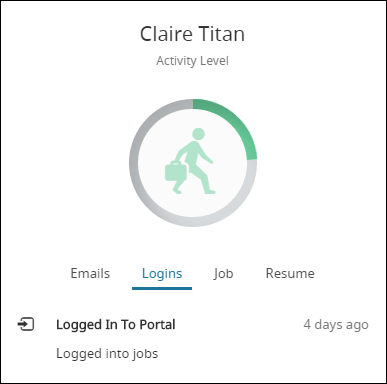 Claire Titan
Activity Level
Emails Logins Job Resume
Logged In To Portal 4 days ago
Logged into jobs